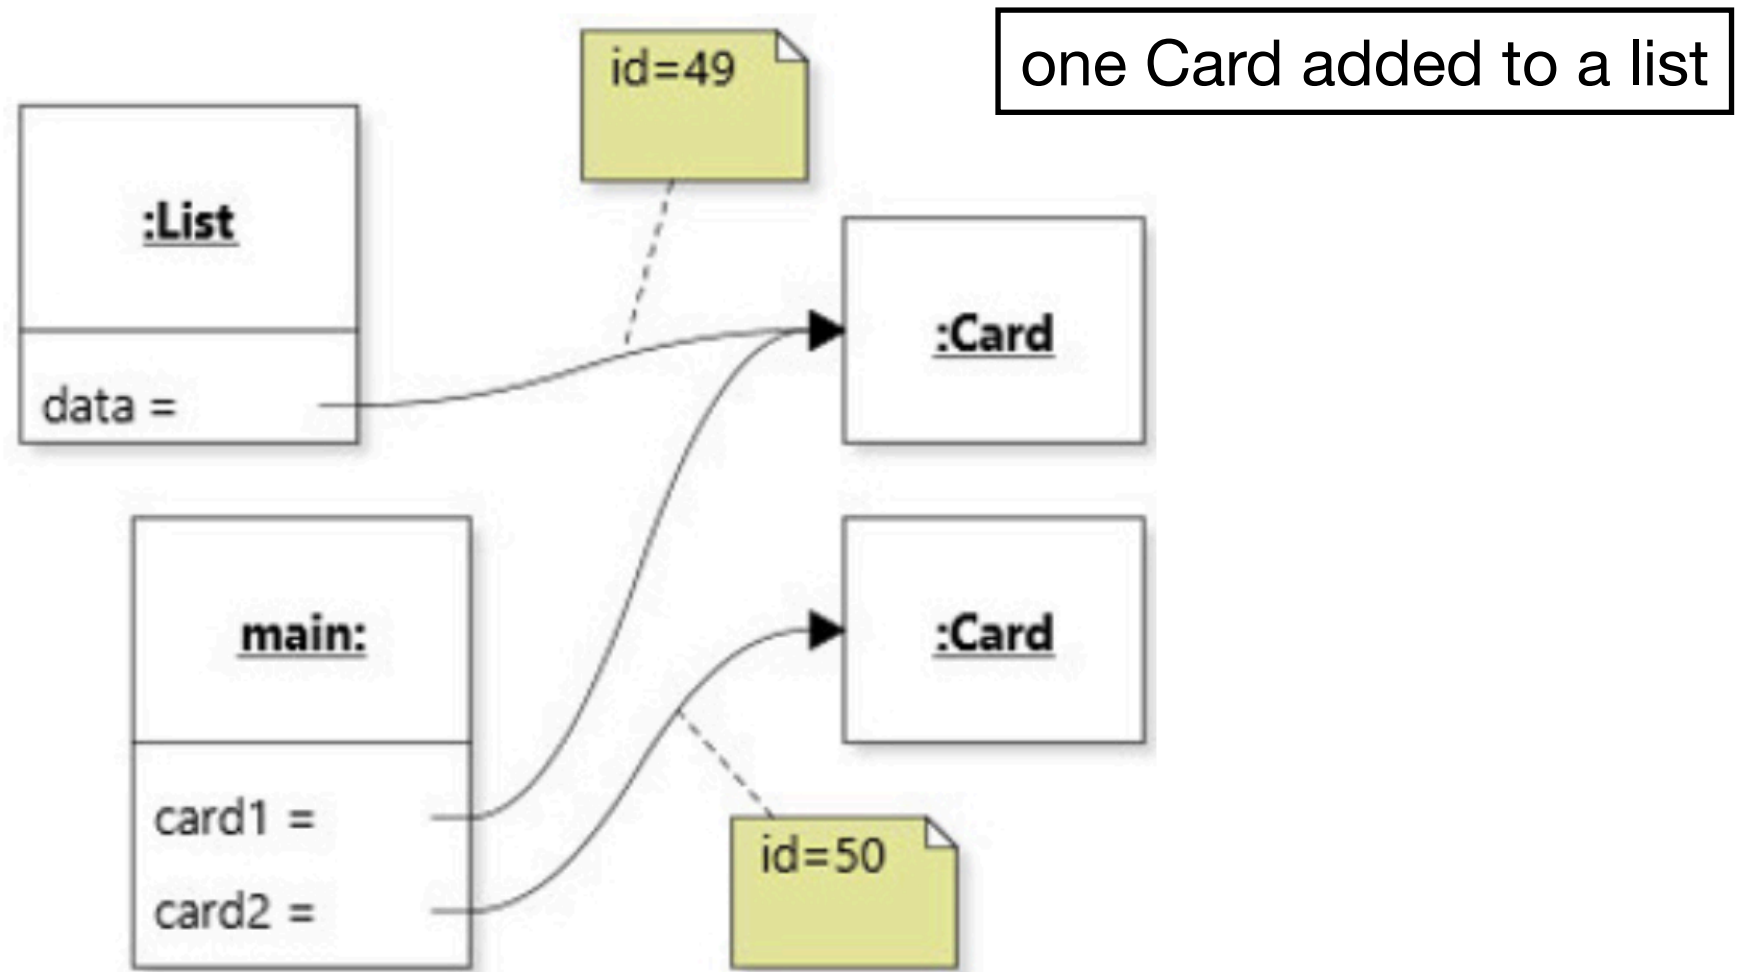 id=49
one Card added to a list
:List
data =
:Card
main:
card1 =
card2 =
:Card
id=50